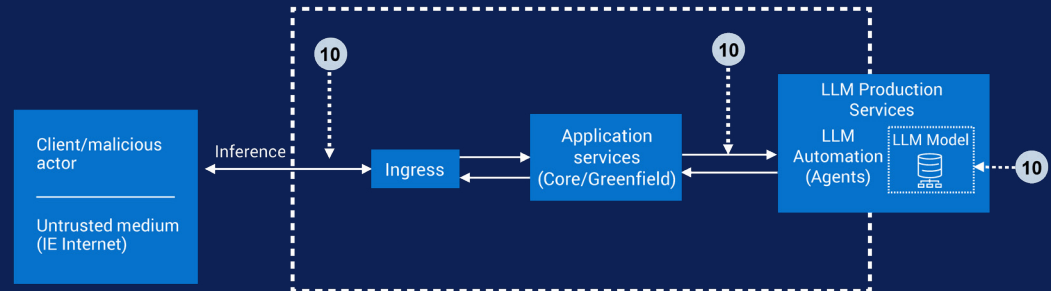 10
10
LLM Production
Services
Client/malicious
actor
Inference
Ingress
Application
services
(Core/Greenfield)
LLM
Automation
(Agents)
LLM Model
10
Untrusted medium
(IE Internet)